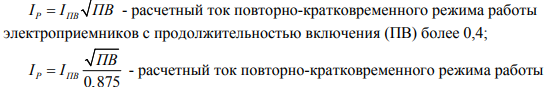 I_P = I_ПВ √ПВ - расчетный ток повторно-кратковременного режима работы
электроприемников с продолжительностью включения (ПВ) более 0,4;
I_P = I_ПВ √ПВ / 0,875 - расчетный ток повторно-кратковременного режима работы